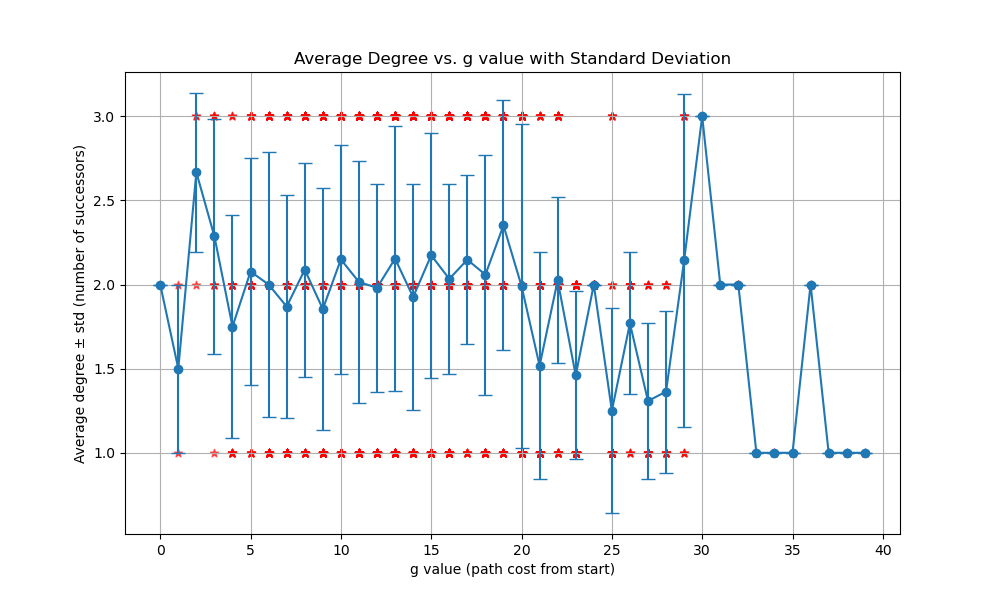 Average Degree vs. g value with Standard Deviation
Average degree ± std (number of successors)
3.0
2.5
2.0
1.5
1.0
0 5 10 15 20 25 30 35 40
g value (path cost from start)